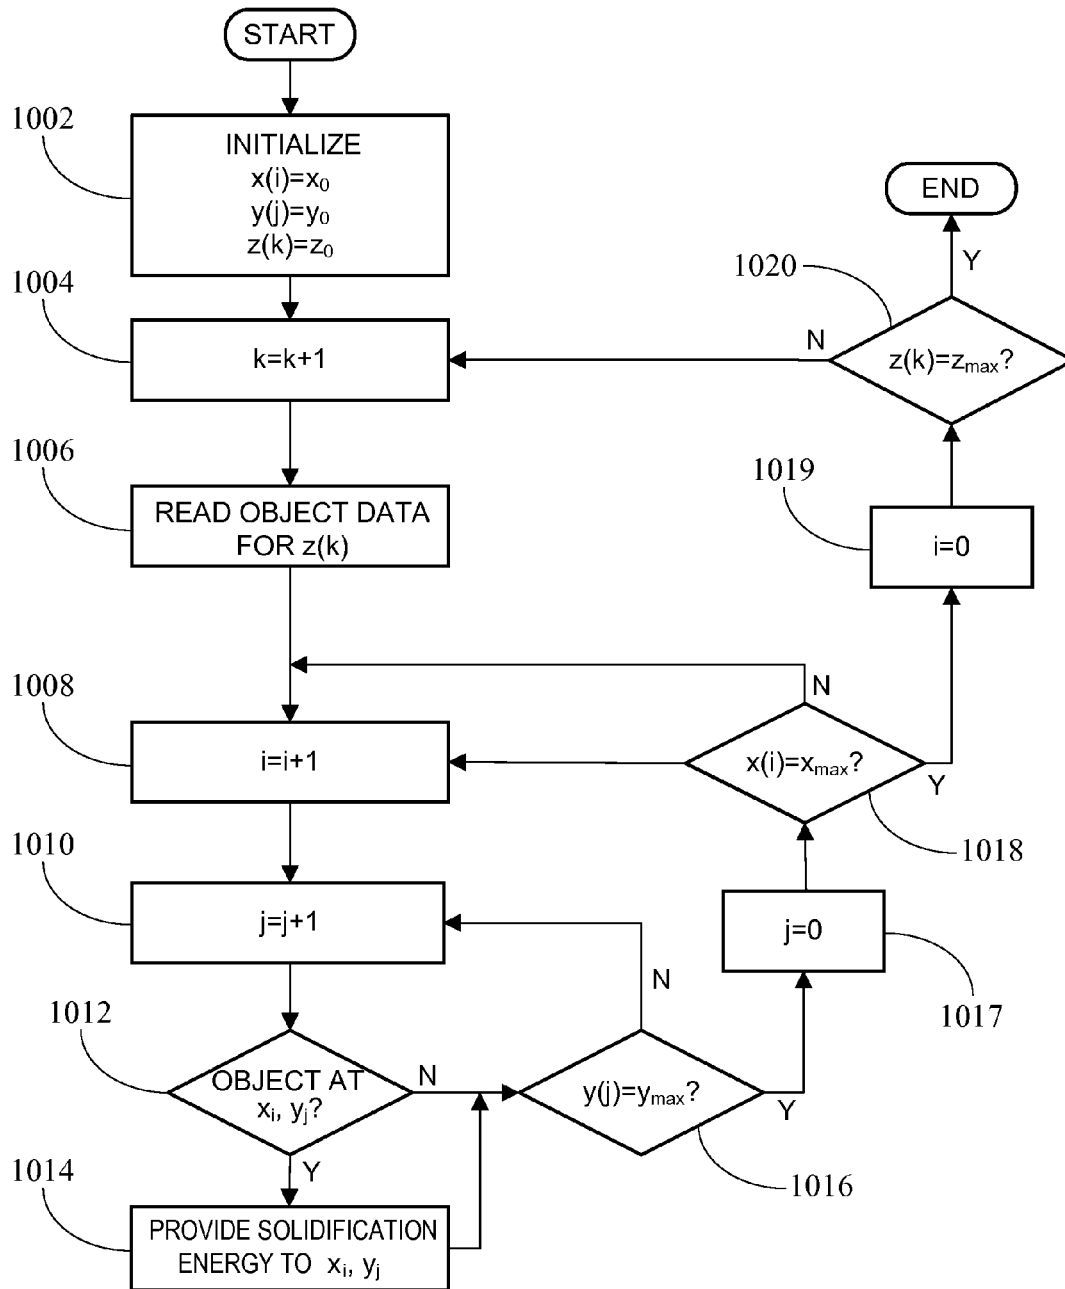 START
1002
INITIALIZE
x(i)=x₀
y(j)=y₀
z(k)=z₀
END
1004
1020
Y
k=k+1
N
z(k)=zmax?
1006
1019
READ OBJECT DATA
FOR z(k)
i=0
1008
N
i=i+1
x(i)=xmax?
Y
1010
1018
j=j+1
j=0
N
1017
1012
OBJECT AT
xᵢ, yⱼ?
N
y(j)=ymax?
Y
Y
1014
1016
PROVIDE SOLIDIFICATION
ENERGY TO xᵢ, yⱼ